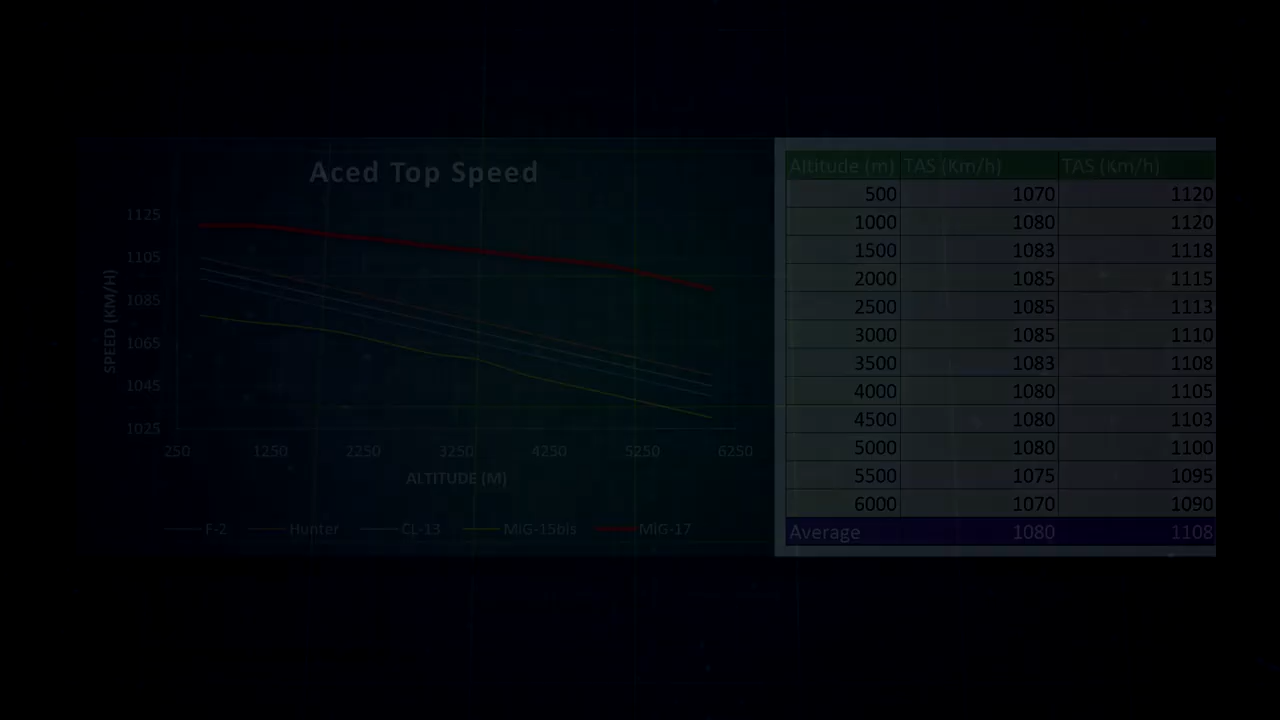 Aced Top Speed
1125
1105
1085
1065
1045
1025
SPEED (KM/H)
250 1250 2250 3250 4250 5250 6250
ALTITUDE (M)
F-2 Hunter CL-13 MiG-15bis MiG-17
Altitude (m) TAS (Km/h) TAS (Km/h)
500 1070 1120
1000 1080 1120
1500 1083 1118
2000 1085 1115
2500 1085 1113
3000 1085 1110
3500 1083 1108
4000 1080 1105
4500 1080 1103
5000 1080 1100
5500 1075 1095
6000 1070 1090
Average 1080 1108